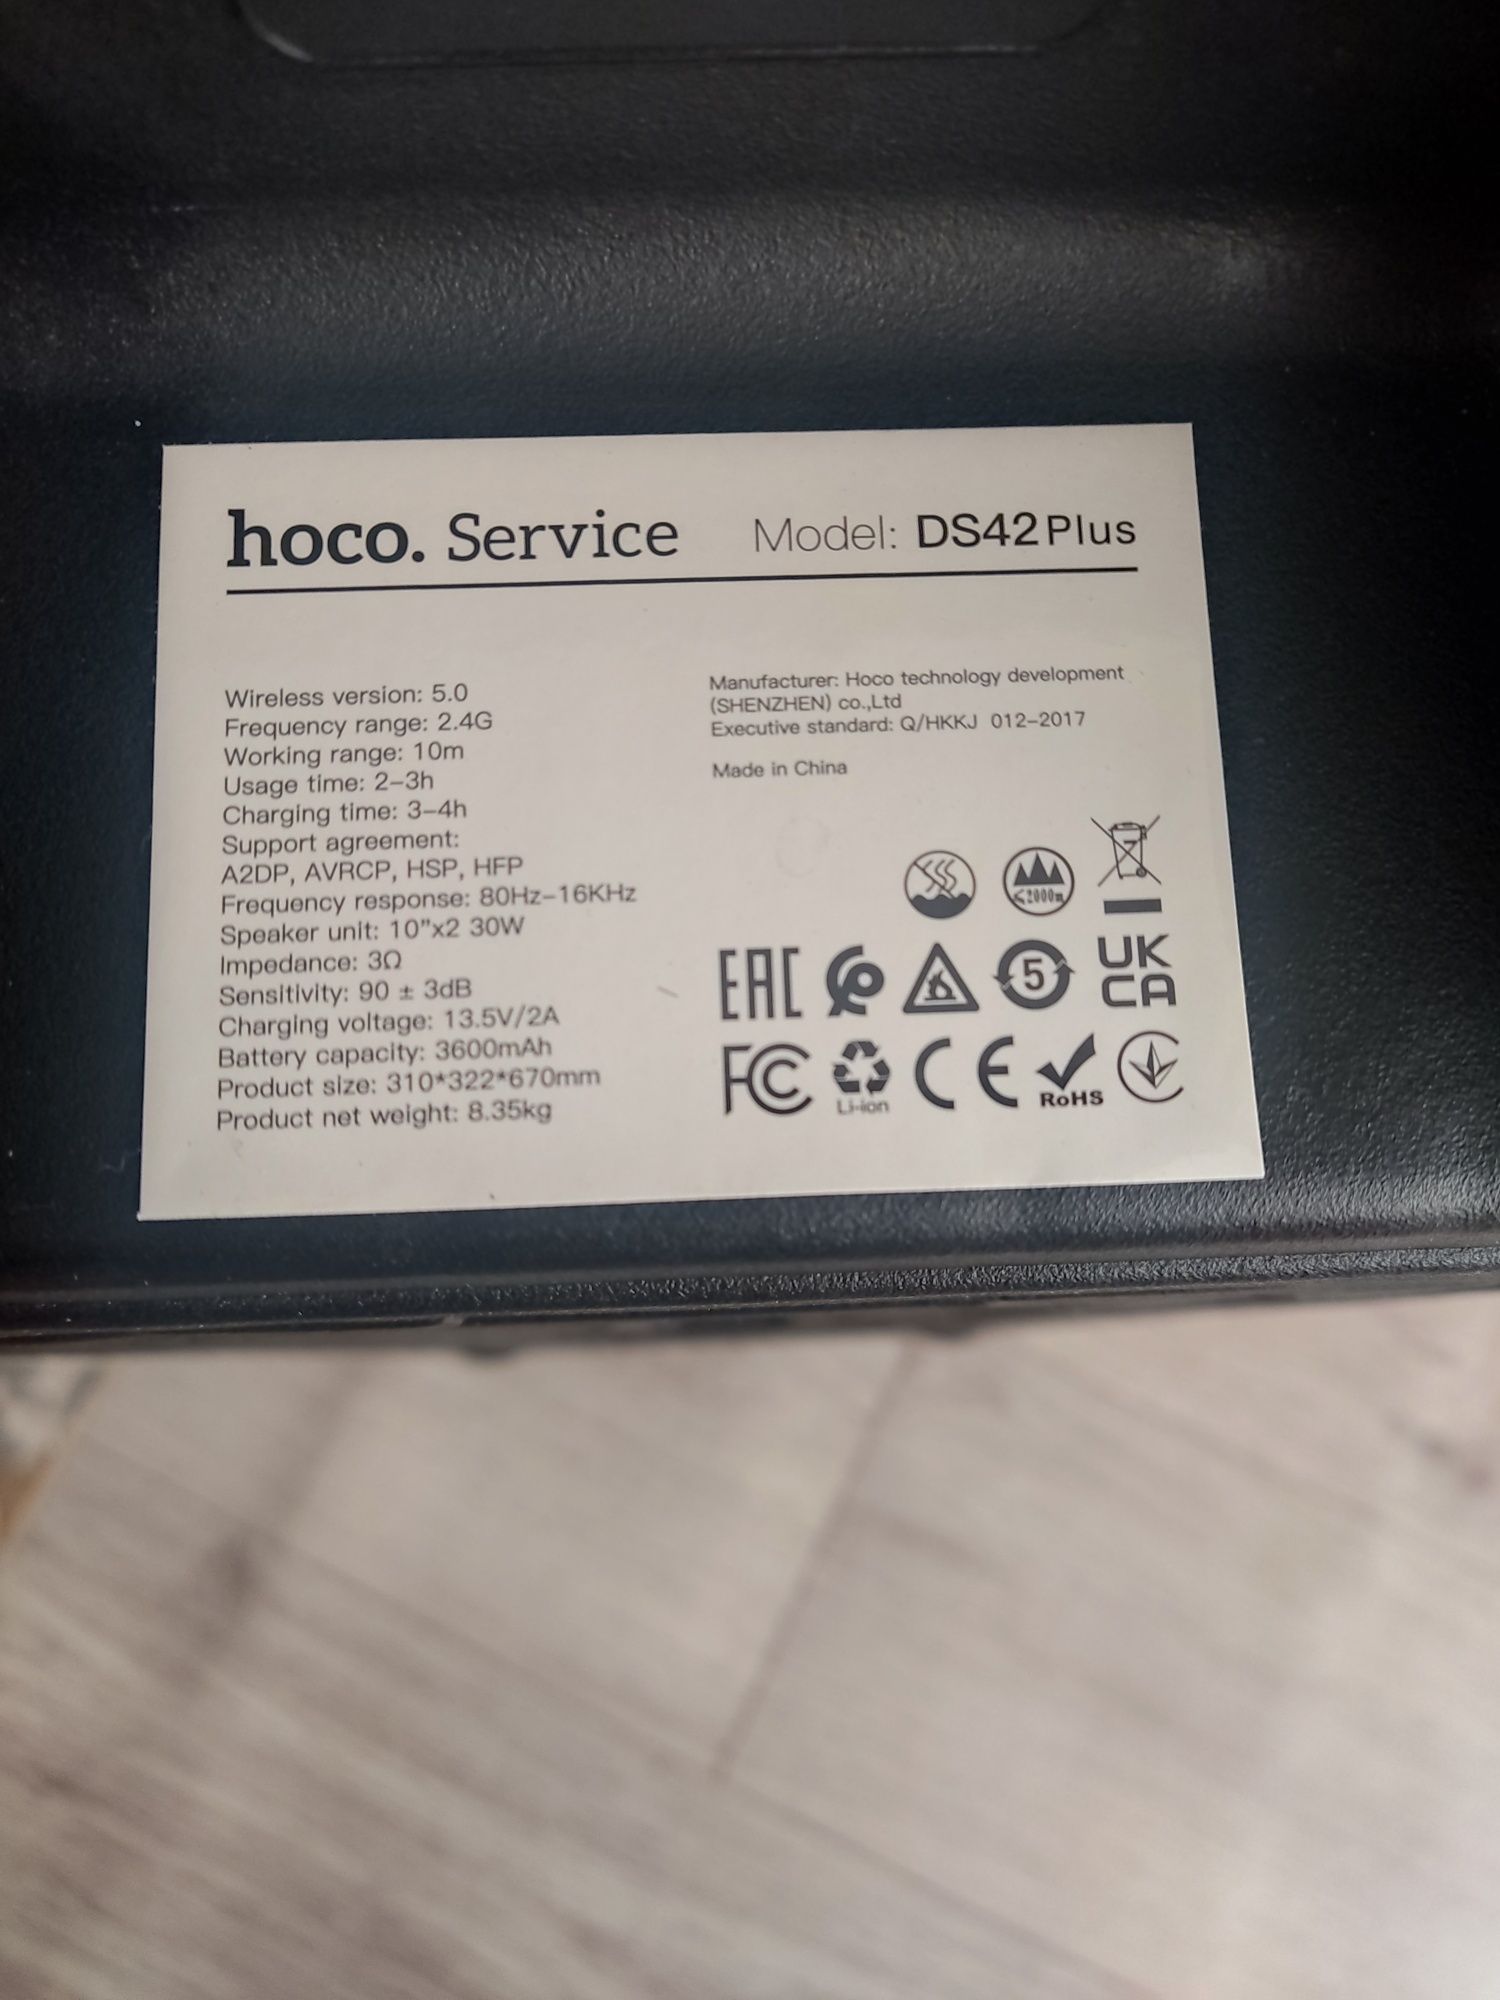 hoco. Service Model: DS42 Plus
Wireless version: 5.0
Frequency range: 2.4G
Working range: 10m
Usage time: 2–3h
Charging time: 3–4h
Support agreement:
A2DP, AVRCP, HSP, HFP
Frequency response: 80Hz–16KHz
Speaker unit: 10”x2 30W
Impedance: 3Ω
Sensitivity: 90 ± 3dB
Charging voltage: 13.5V/2A
Battery capacity: 3600mAh
Product size: 310*322*670mm
Product net weight: 8.35kg
Manufacturer: Hoco technology development
(SHENZHEN) co.,Ltd
Executive standard: Q/HKKJ 012–2017
Made in China
≤2000m
EAC 5 UK
CA
FC Li-ion CE RoHS